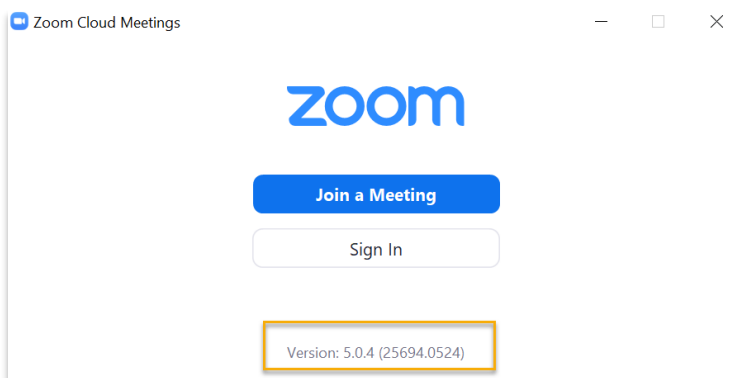 Zoom Cloud Meetings
zoom
Join a Meeting
Sign In
Version: 5.0.4 (25694.0524)